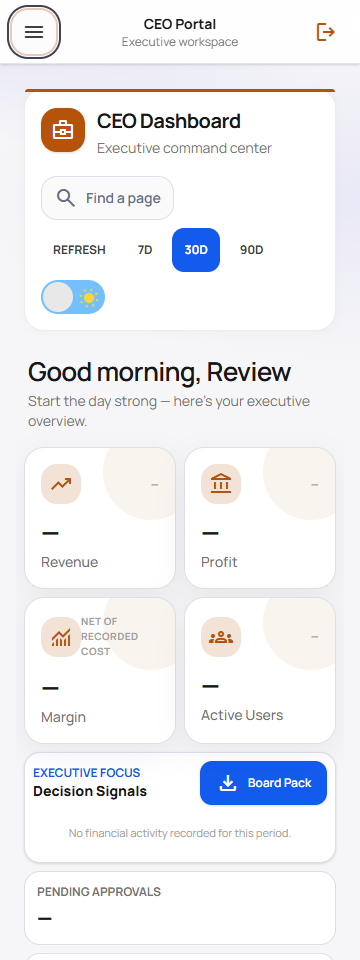 CEO Portal
Executive workspace
CEO Dashboard
Executive command center
Find a page
REFRESH 7D 30D 90D
Good morning, Review
Start the day strong — here's your executive
overview.
–
—
Revenue
–
—
Profit
NET OF
RECORDED
COST
—
Margin
–
—
Active Users
EXECUTIVE FOCUS
Decision Signals
Board Pack
No financial activity recorded for this period.
PENDING APPROVALS
—